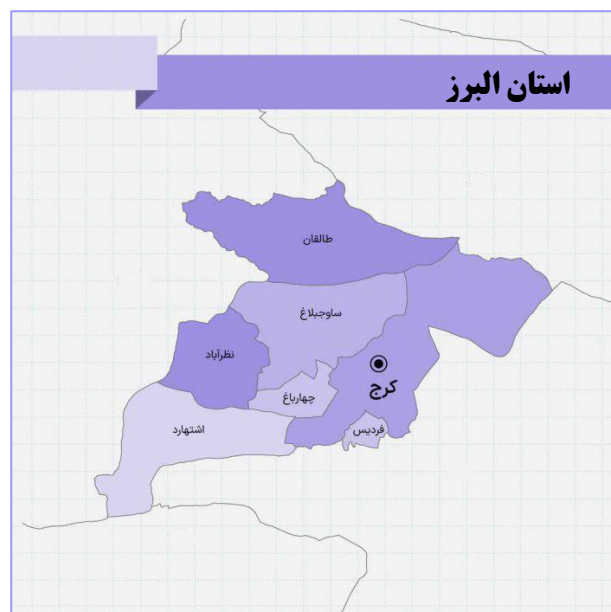 استان البرز
طالقان
ساوجبلاغ
نظرآباد
کرج
چهارباغ
فردیس
اشتهارد